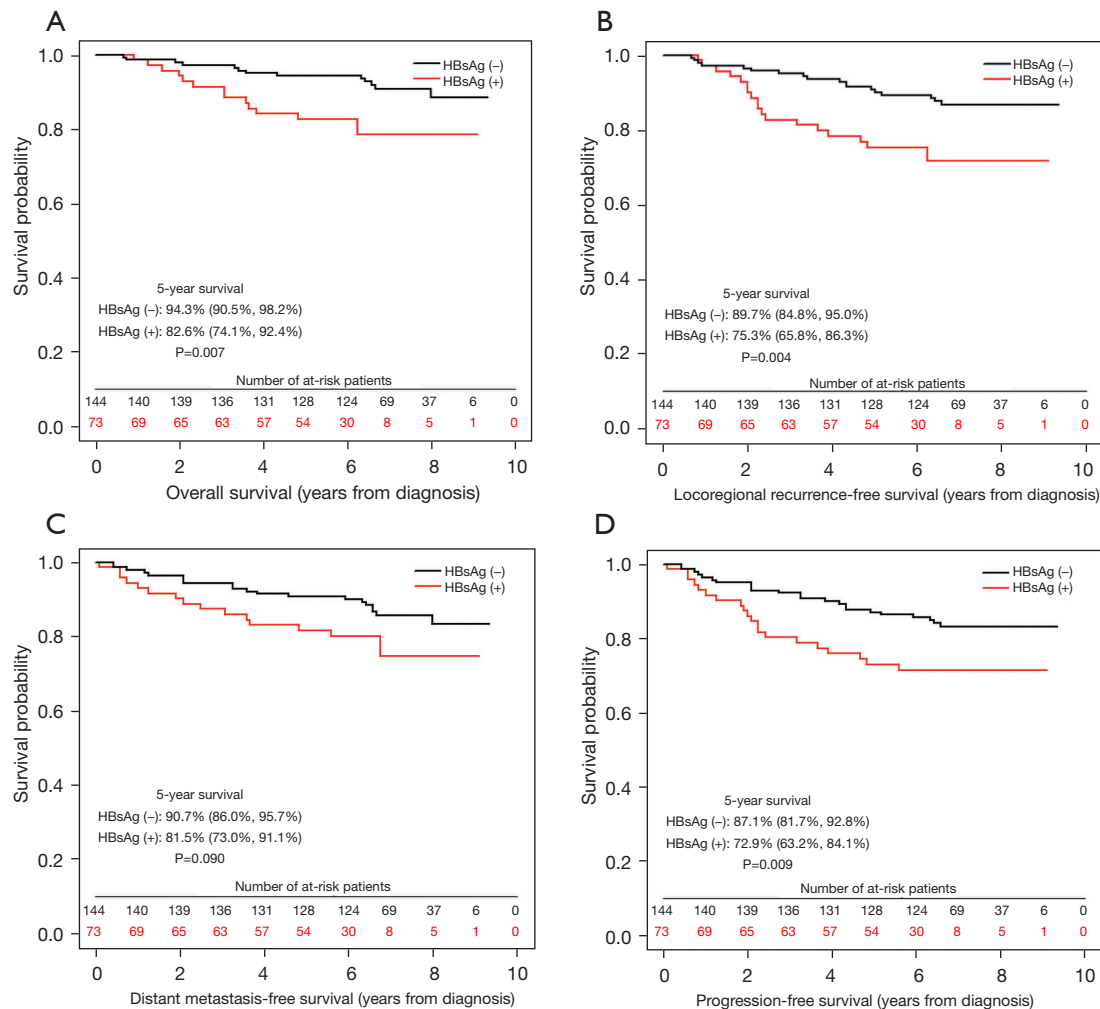 A
1.0
0.8
0.6
0.4
0.2
0.0
Survival probability
HBsAg (−)
HBsAg (+)
5-year survival
HBsAg (−): 94.3% (90.5%, 98.2%)
HBsAg (+): 82.6% (74.1%, 92.4%)
P=0.007
Number of at-risk patients
144 140 139 136 131 128 124 69 37 6 0
73 69 65 63 57 54 30 8 5 1 0
0 2 4 6 8 10
Overall survival (years from diagnosis)
B
1.0
0.8
0.6
0.4
0.2
0.0
Survival probability
HBsAg (−)
HBsAg (+)
5-year survival
HBsAg (−): 89.7% (84.8%, 95.0%)
HBsAg (+): 75.3% (65.8%, 86.3%)
P=0.004
Number of at-risk patients
144 140 139 136 131 128 124 69 37 6 0
73 69 65 63 57 54 30 8 5 1 0
0 2 4 6 8 10
Locoregional recurrence-free survival (years from diagnosis)
C
1.0
0.8
0.6
0.4
0.2
0.0
Survival probability
HBsAg (−)
HBsAg (+)
5-year survival
HBsAg (−): 90.7% (86.0%, 95.7%)
HBsAg (+): 81.5% (73.0%, 91.1%)
P=0.090
Number of at-risk patients
144 140 139 136 131 128 124 69 37 6 0
73 69 65 63 57 54 30 8 5 1 0
0 2 4 6 8 10
Distant metastasis-free survival (years from diagnosis)
D
1.0
0.8
0.6
0.4
0.2
0.0
Survival probability
HBsAg (−)
HBsAg (+)
5-year survival
HBsAg (−): 87.1% (81.7%, 92.8%)
HBsAg (+): 72.9% (63.2%, 84.1%)
P=0.009
Number of at-risk patients
144 140 139 136 131 128 124 69 37 6 0
73 69 65 63 57 54 30 8 5 1 0
0 2 4 6 8 10
Progression-free survival (years from diagnosis)